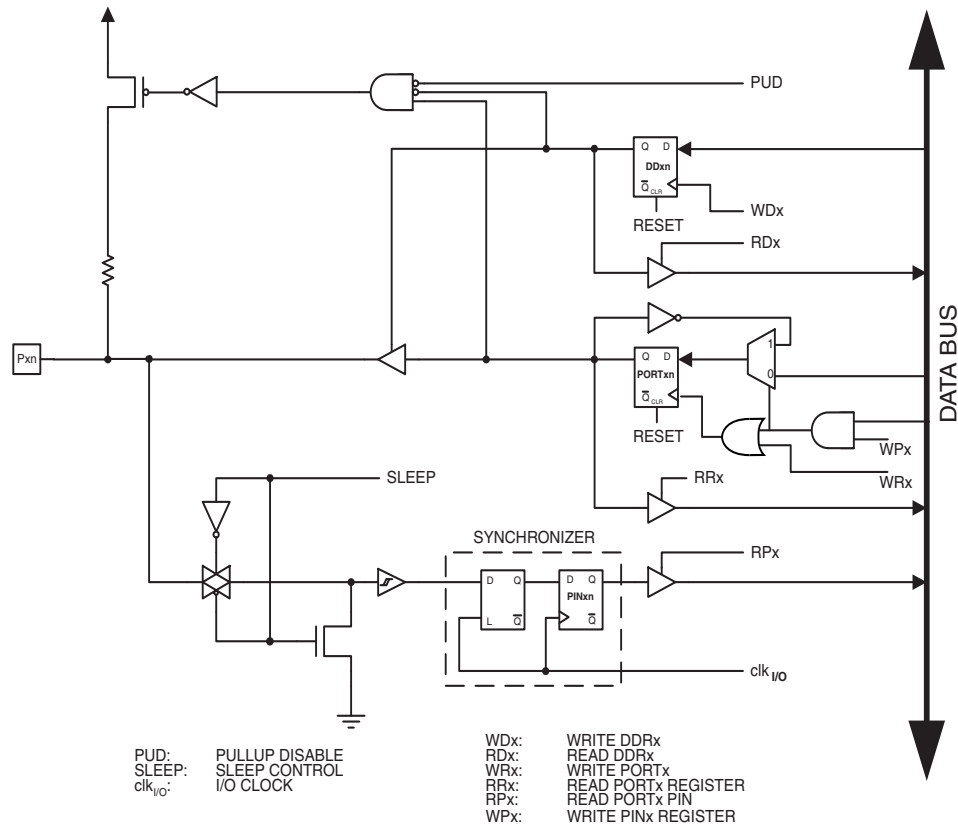 PUD
Q D
DDxn
Q CLR
WDx
RESET
RDx
Pxn
Q D
PORTxn
Q CLR
1
0
RESET
WPx
WRx
DATA BUS
SLEEP
RRx
SYNCHRONIZER
RPx
D Q
L Q
D Q
PINxn
Q
clk I/O
PUD: PULLUP DISABLE
SLEEP: SLEEP CONTROL
clk I/O: I/O CLOCK
WDx: WRITE DDRx
RDx: READ DDRx
WRx: WRITE PORTx
RRx: READ PORTx REGISTER
RPx: READ PORTx PIN
WPx: WRITE PINx REGISTER